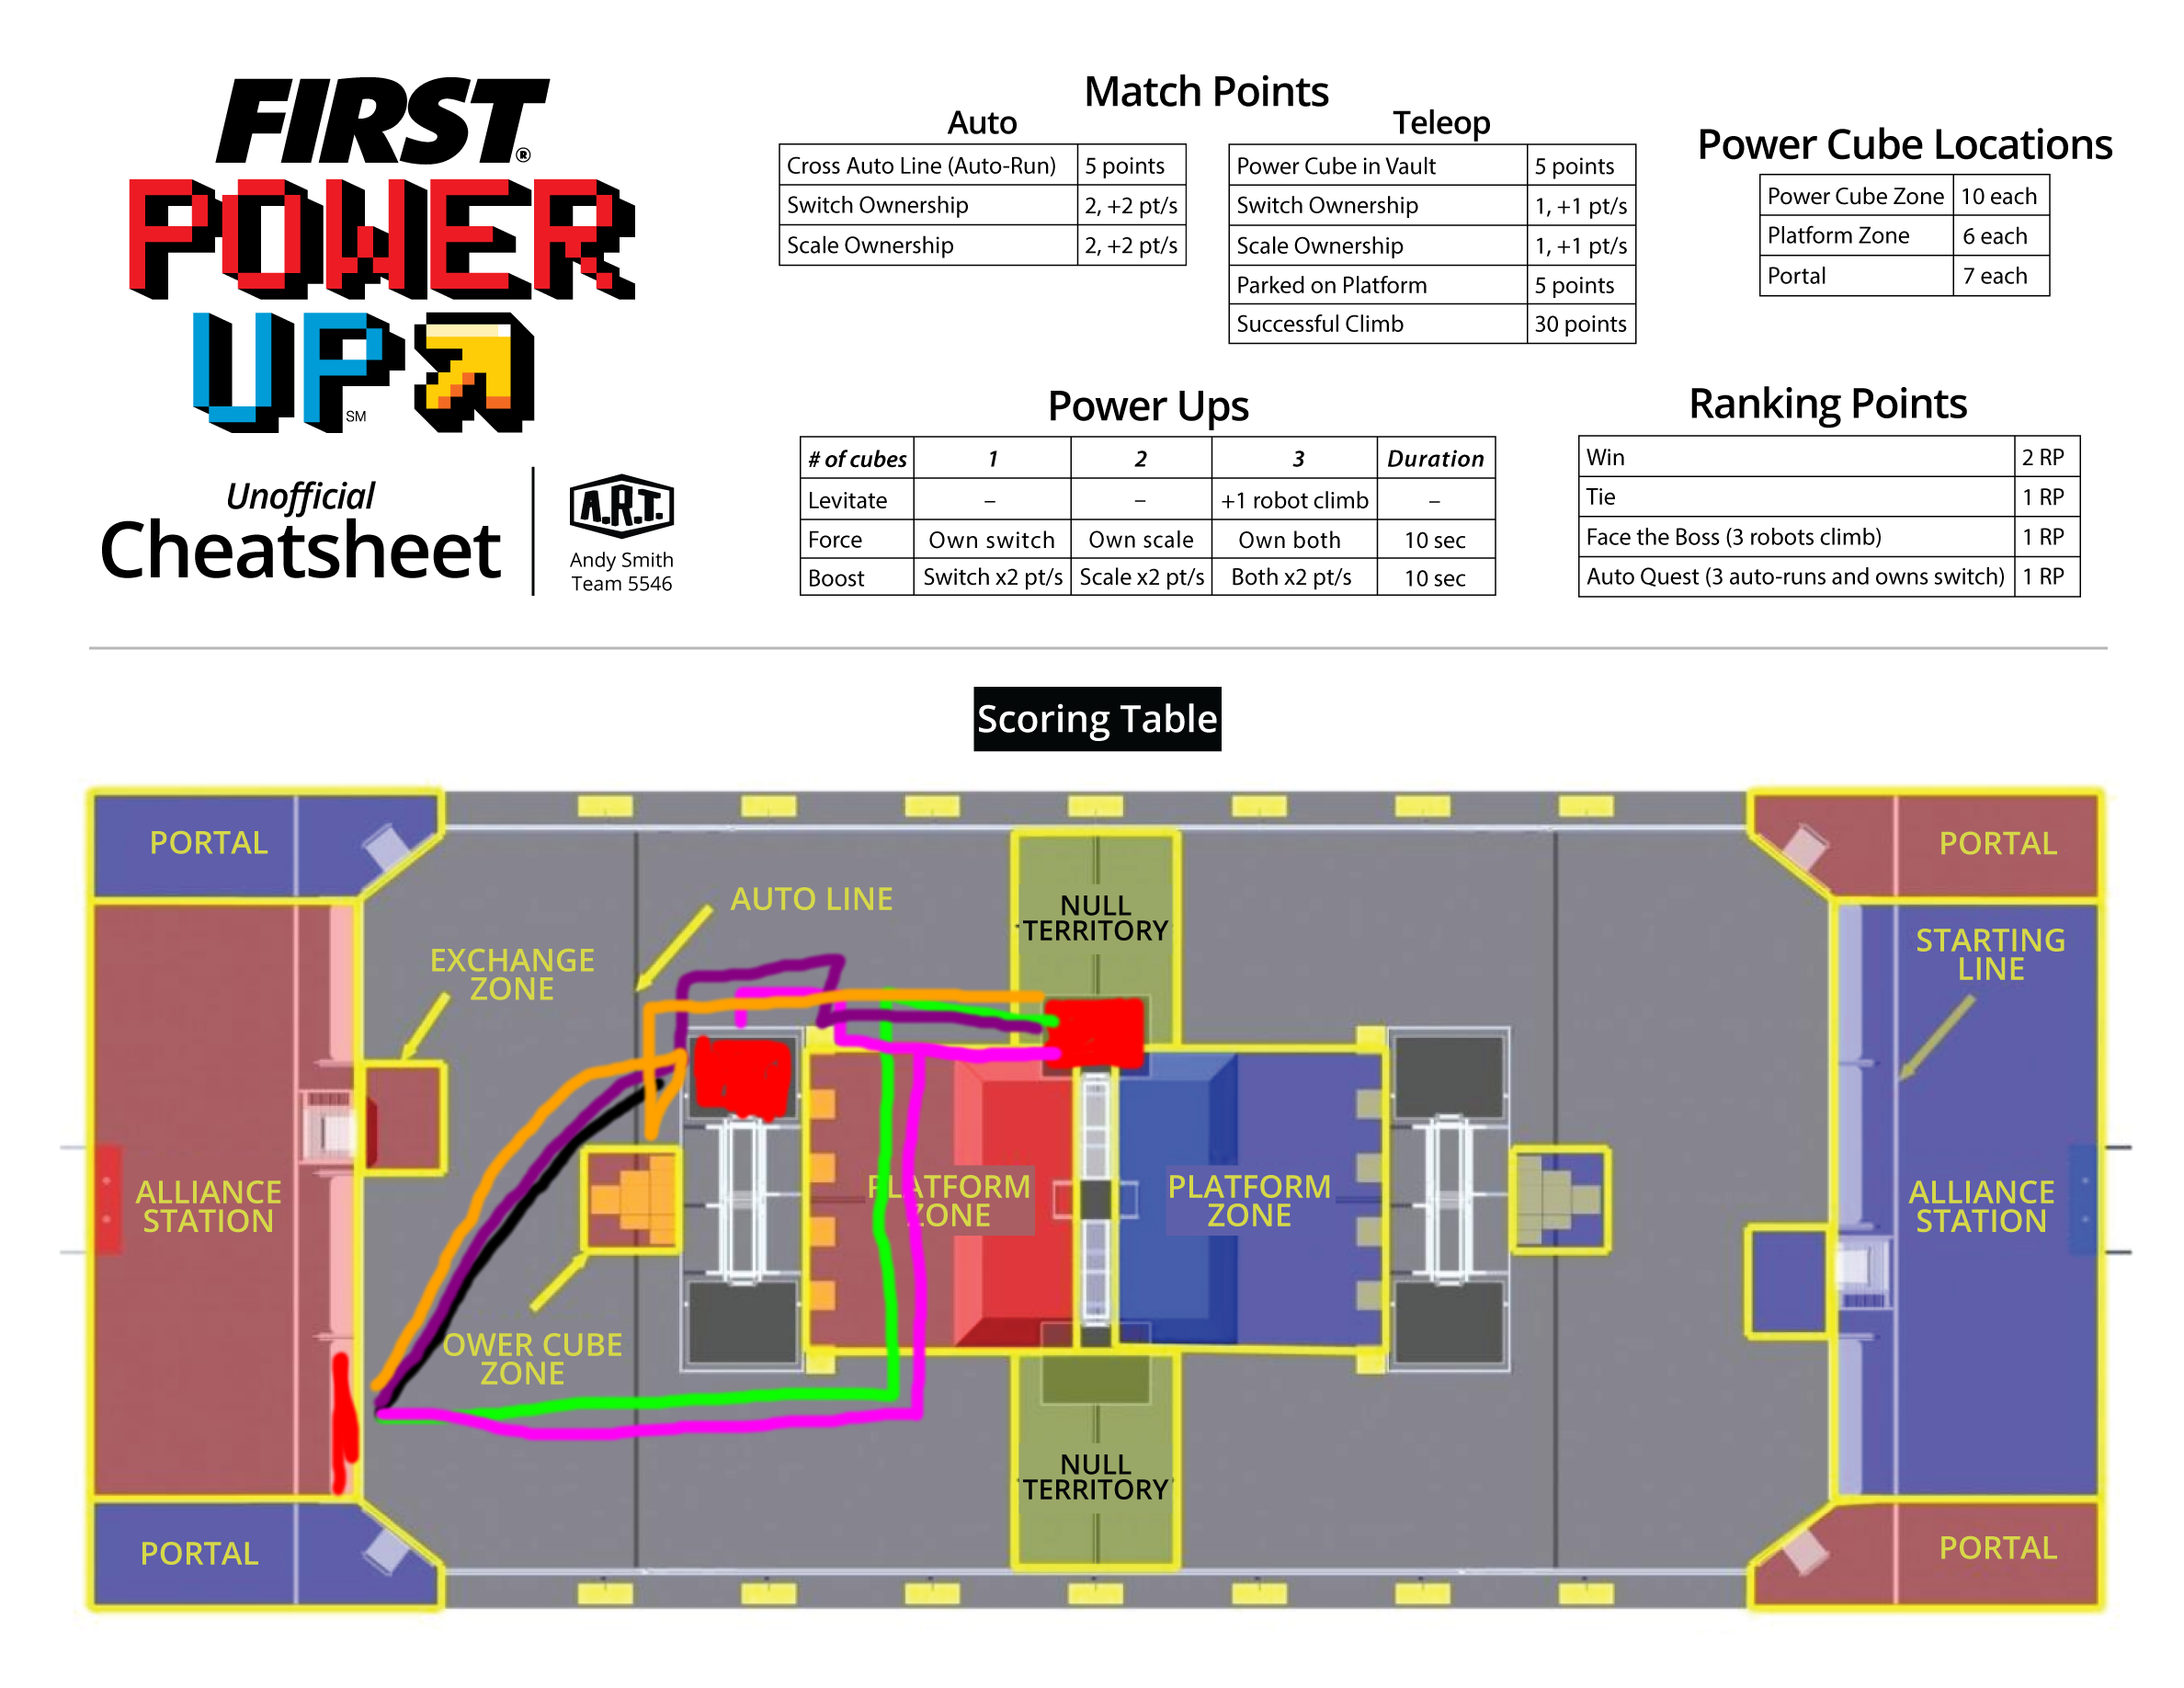 FIRST®
POWER
UP SM
Unofficial
Cheatsheet
A.R.T.
Andy Smith
Team 5546
Match Points
Auto
Cross Auto Line (Auto-Run) 5 points
Switch Ownership 2, +2 pt/s
Scale Ownership 2, +2 pt/s
Teleop
Power Cube in Vault 5 points
Switch Ownership 1, +1 pt/s
Scale Ownership 1, +1 pt/s
Parked on Platform 5 points
Successful Climb 30 points
Power Cube Locations
Power Cube Zone 10 each
Platform Zone 6 each
Portal 7 each
Power Ups
# of cubes 1 2 3 Duration
Levitate – – +1 robot climb –
Force Own switch Own scale Own both 10 sec
Boost Switch x2 pt/s Scale x2 pt/s Both x2 pt/s 10 sec
Ranking Points
Win 2 RP
Tie 1 RP
Face the Boss (3 robots climb) 1 RP
Auto Quest (3 auto-runs and owns switch) 1 RP
Scoring Table
PORTAL
PORTAL
AUTO LINE
NULL
TERRITORY
EXCHANGE
ZONE
STARTING
LINE
ALLIANCE
STATION
PLATFORM
ZONE
PLATFORM
ZONE
ALLIANCE
STATION
OWER CUBE
ZONE
NULL
TERRITORY
PORTAL
PORTAL